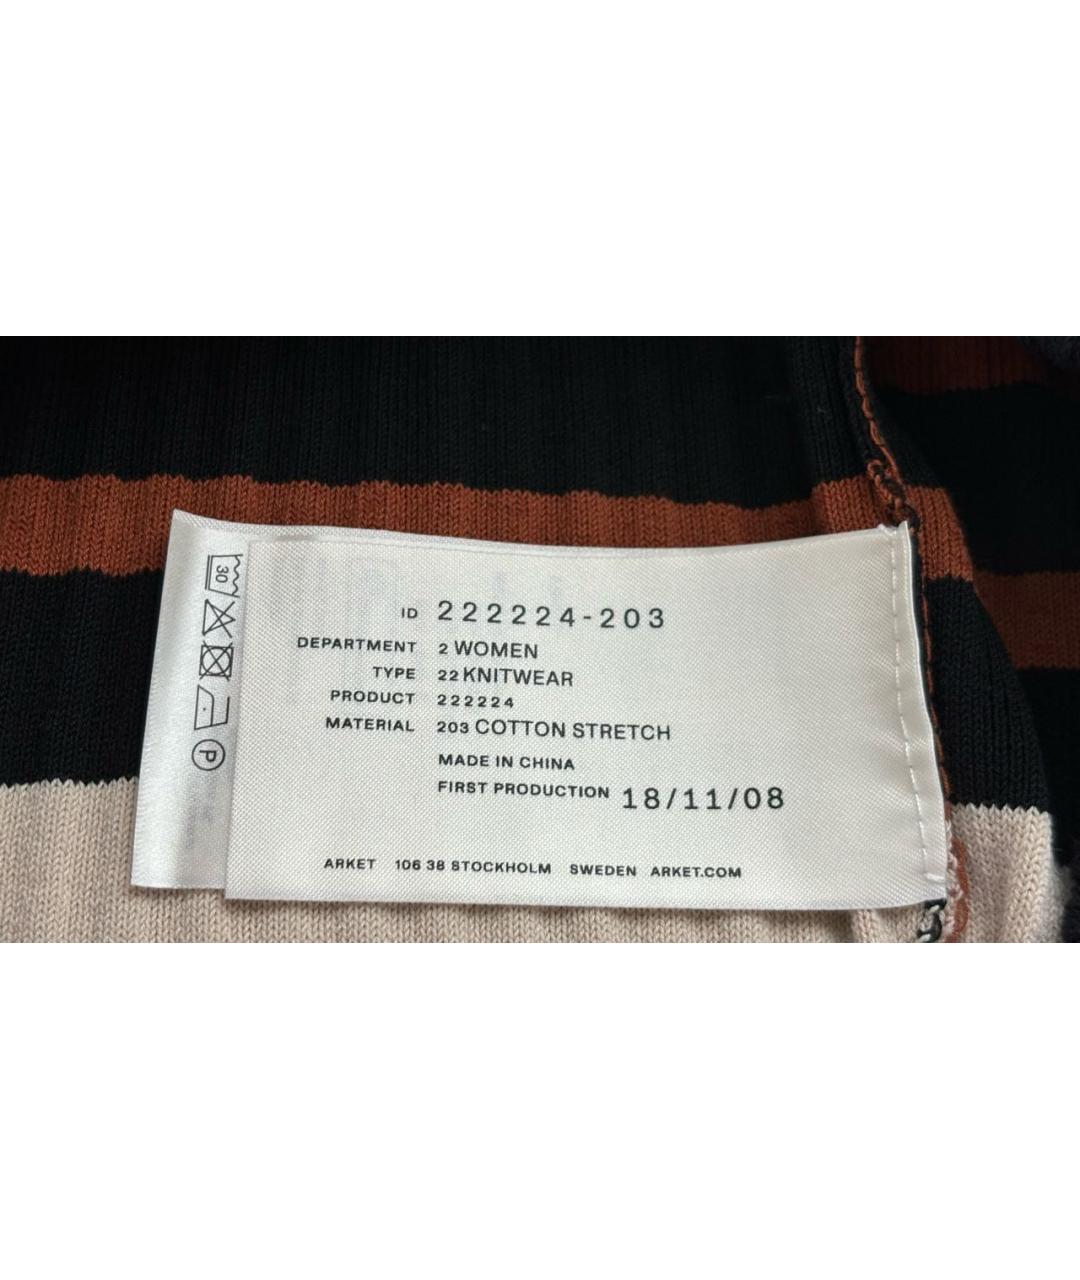 ID 222224-203
DEPARTMENT 2 WOMEN
TYPE 22 KNITWEAR
PRODUCT 222224
MATERIAL 203 COTTON STRETCH
MADE IN CHINA
FIRST PRODUCTION 18/11/08
ARKET 106 38 STOCKHOLM SWEDEN ARKET.COM
30
P